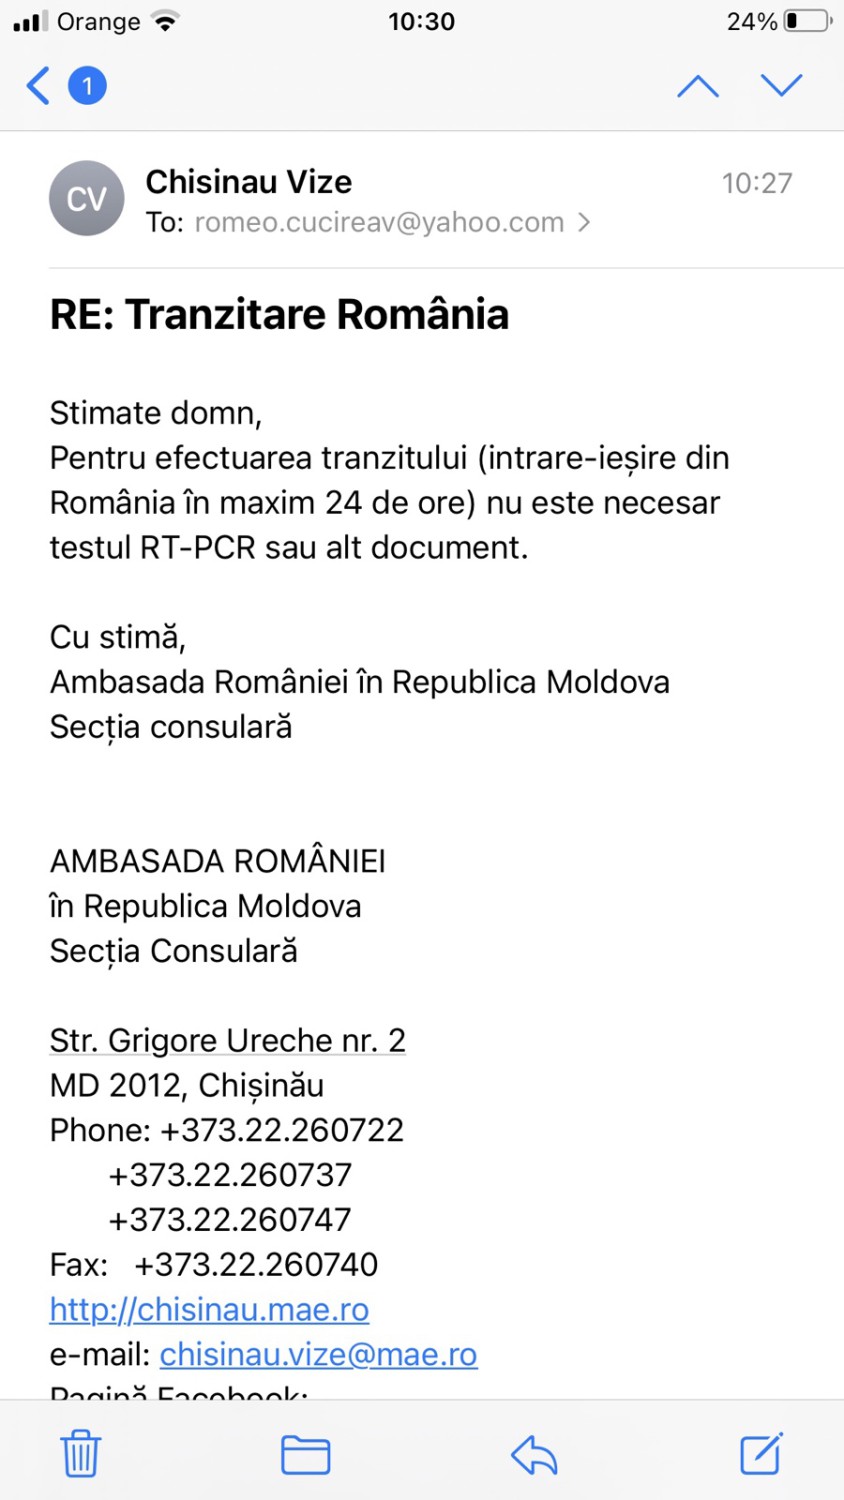 Orange 10:30 24%
1
CV Chisinau Vize 10:27
To: romeo.cucireav@yahoo.com
RE: Tranzitare România
Stimate domn,
Pentru efectuarea tranzitului (intrare-ieșire din
România în maxim 24 de ore) nu este necesar
testul RT-PCR sau alt document.
Cu stimă,
Ambasada României în Republica Moldova
Secția consulară
AMBASADA ROMÂNIEI
în Republica Moldova
Secția Consulară
Str. Grigore Ureche nr. 2
MD 2012, Chișinău
Phone: +373.22.260722
+373.22.260737
+373.22.260747
Fax: +373.22.260740
http://chisinau.mae.ro
e-mail: chisinau.vize@mae.ro
Pagină Facebook: